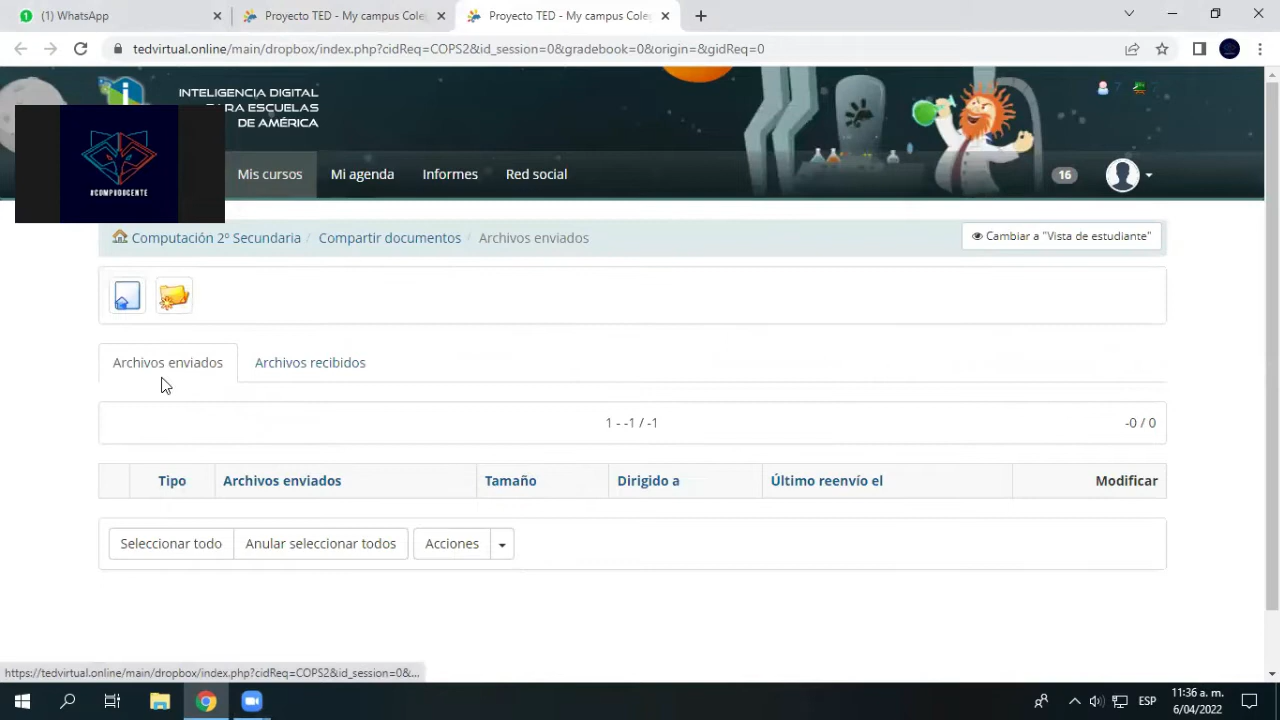 (1) WhatsApp
Proyecto TED - My campus Cole
Proyecto TED - My campus Cole
tedvirtual.online/main/dropbox/index.php?cidReq=COPS2&id_session=0&gradebook=0&origin=&gidReq=0
INTELIGENCIA DIGITAL
PARA ESCUELAS
DE AMÉRICA
#COMPUDOCENTE
Mis cursos
Mi agenda
Informes
Red social
16
Computación 2º Secundaria / Compartir documentos / Archivos enviados
Cambiar a "Vista de estudiante"
Archivos enviados
Archivos recibidos
1 - -1 / -1
-0 / 0
Tipo
Archivos enviados
Tamaño
Dirigido a
Último reenvío el
Modificar
Seleccionar todo
Anular seleccionar todos
Acciones
https://tedvirtual.online/main/dropbox/index.php?cidReq=COPS2&id_session=0&...
ESP
11:36 a. m.
6/04/2022